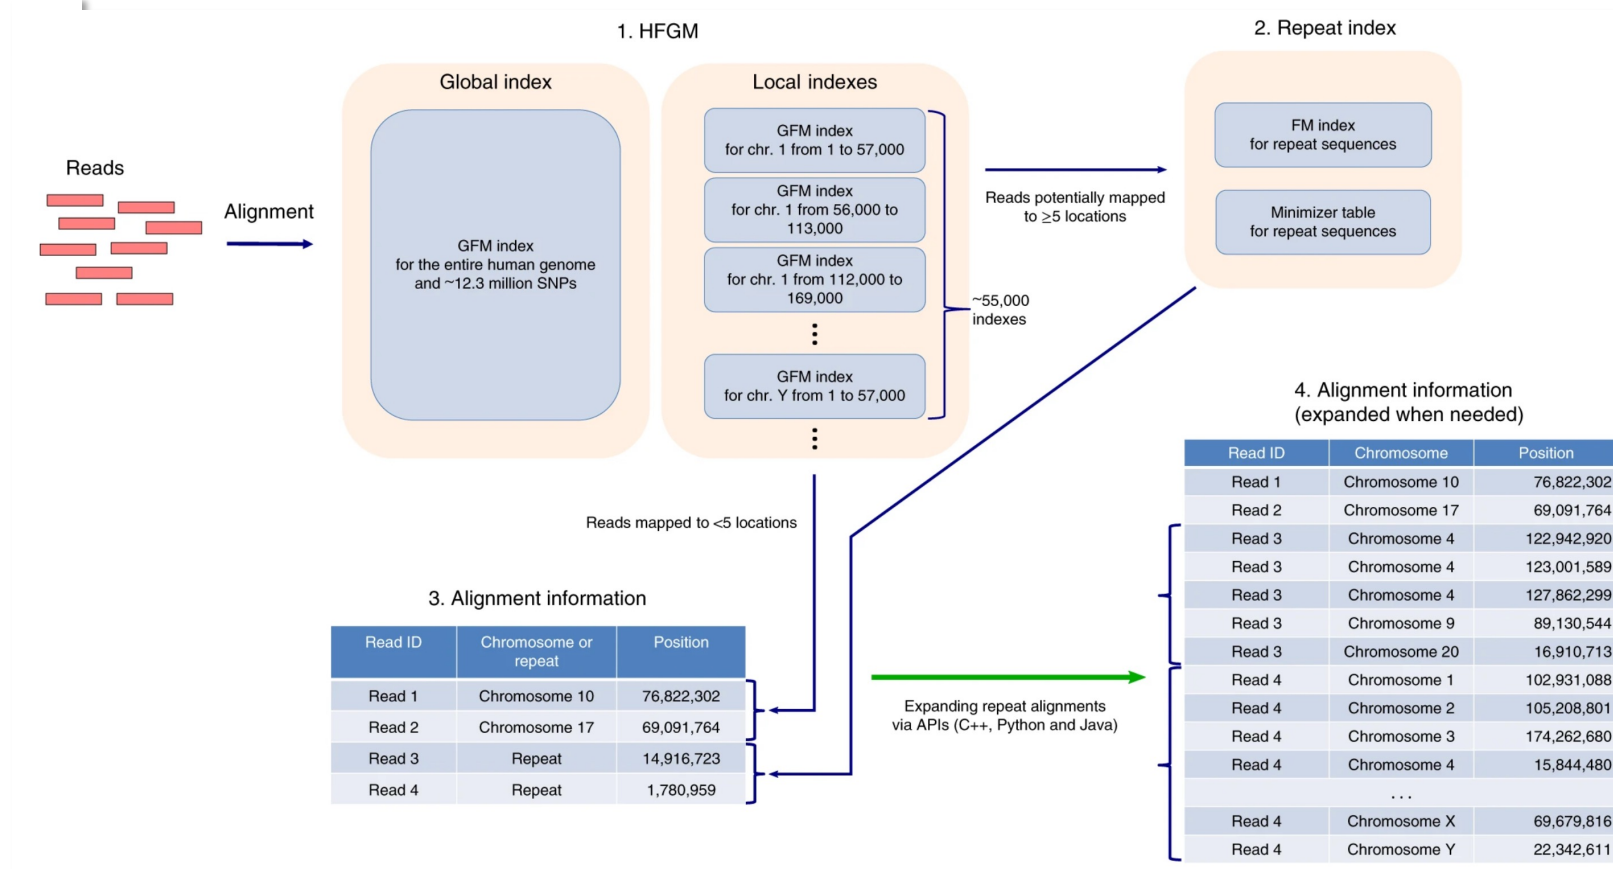 1. HFGM
2. Repeat index
Global index
Local indexes
Reads
Alignment
GFM index
for the entire human genome
and ~12.3 million SNPs
GFM index
for chr. 1 from 1 to 57,000
GFM index
for chr. 1 from 56,000 to
113,000
GFM index
for chr. 1 from 112,000 to
169,000
⋮
GFM index
for chr. Y from 1 to 57,000
⋮
~55,000
indexes
Reads potentially mapped
to ≥5 locations
FM index
for repeat sequences
Minimizer table
for repeat sequences
Reads mapped to <5 locations
3. Alignment information
Read ID Chromosome or repeat Position
Read 1 Chromosome 10 76,822,302
Read 2 Chromosome 17 69,091,764
Read 3 Repeat 14,916,723
Read 4 Repeat 1,780,959
Expanding repeat alignments
via APIs (C++, Python and Java)
4. Alignment information
(expanded when needed)
Read ID Chromosome Position
Read 1 Chromosome 10 76,822,302
Read 2 Chromosome 17 69,091,764
Read 3 Chromosome 4 122,942,920
Read 3 Chromosome 4 123,001,589
Read 3 Chromosome 4 127,862,299
Read 3 Chromosome 9 89,130,544
Read 3 Chromosome 20 16,910,713
Read 4 Chromosome 1 102,931,088
Read 4 Chromosome 2 105,208,801
Read 4 Chromosome 3 174,262,680
Read 4 Chromosome 4 15,844,480
. . .
Read 4 Chromosome X 69,679,816
Read 4 Chromosome Y 22,342,611